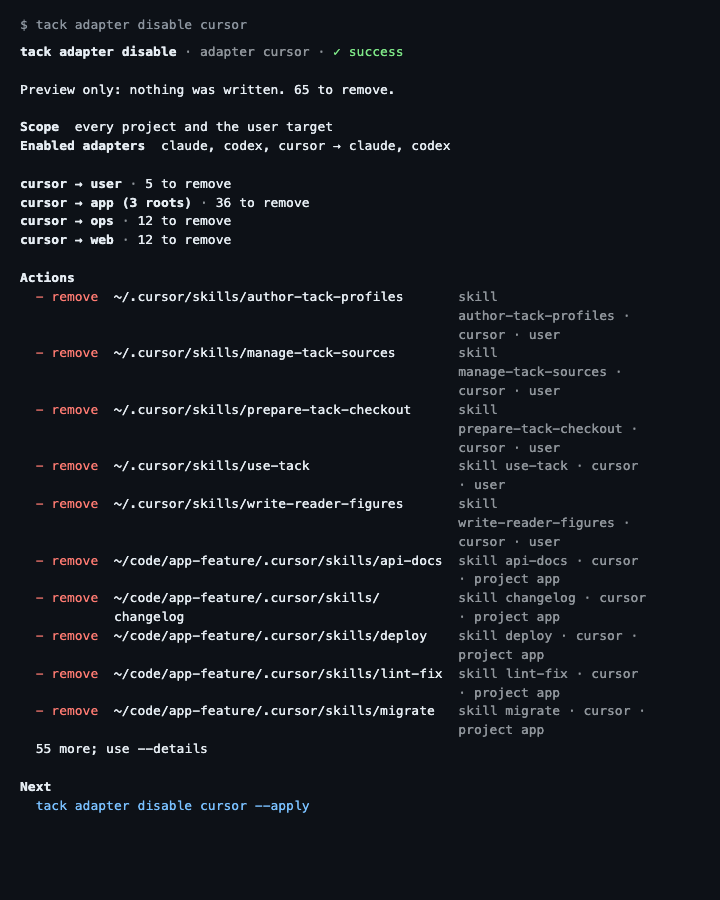 $ tack adapter disable cursor
tack adapter disable · adapter cursor · ✓ success
Preview only: nothing was written. 65 to remove.
Scope  every project and the user target
Enabled adapters  claude, codex, cursor → claude, codex
cursor → user · 5 to remove
cursor → app (3 roots) · 36 to remove
cursor → ops · 12 to remove
cursor → web · 12 to remove
Actions
− remove  ~/.cursor/skills/author-tack-profiles  skill
author-tack-profiles ·
cursor · user
− remove  ~/.cursor/skills/manage-tack-sources  skill
manage-tack-sources ·
cursor · user
− remove  ~/.cursor/skills/prepare-tack-checkout  skill
prepare-tack-checkout ·
cursor · user
− remove  ~/.cursor/skills/use-tack  skill use-tack · cursor
· user
− remove  ~/.cursor/skills/write-reader-figures  skill
write-reader-figures ·
cursor · user
− remove  ~/code/app-feature/.cursor/skills/api-docs  skill api-docs · cursor
· project app
− remove  ~/code/app-feature/.cursor/skills/  skill changelog · cursor
changelog  · project app
− remove  ~/code/app-feature/.cursor/skills/deploy  skill deploy · cursor ·
project app
− remove  ~/code/app-feature/.cursor/skills/lint-fix  skill lint-fix · cursor
· project app
− remove  ~/code/app-feature/.cursor/skills/migrate  skill migrate · cursor ·
project app
55 more; use --details
Next
tack adapter disable cursor --apply